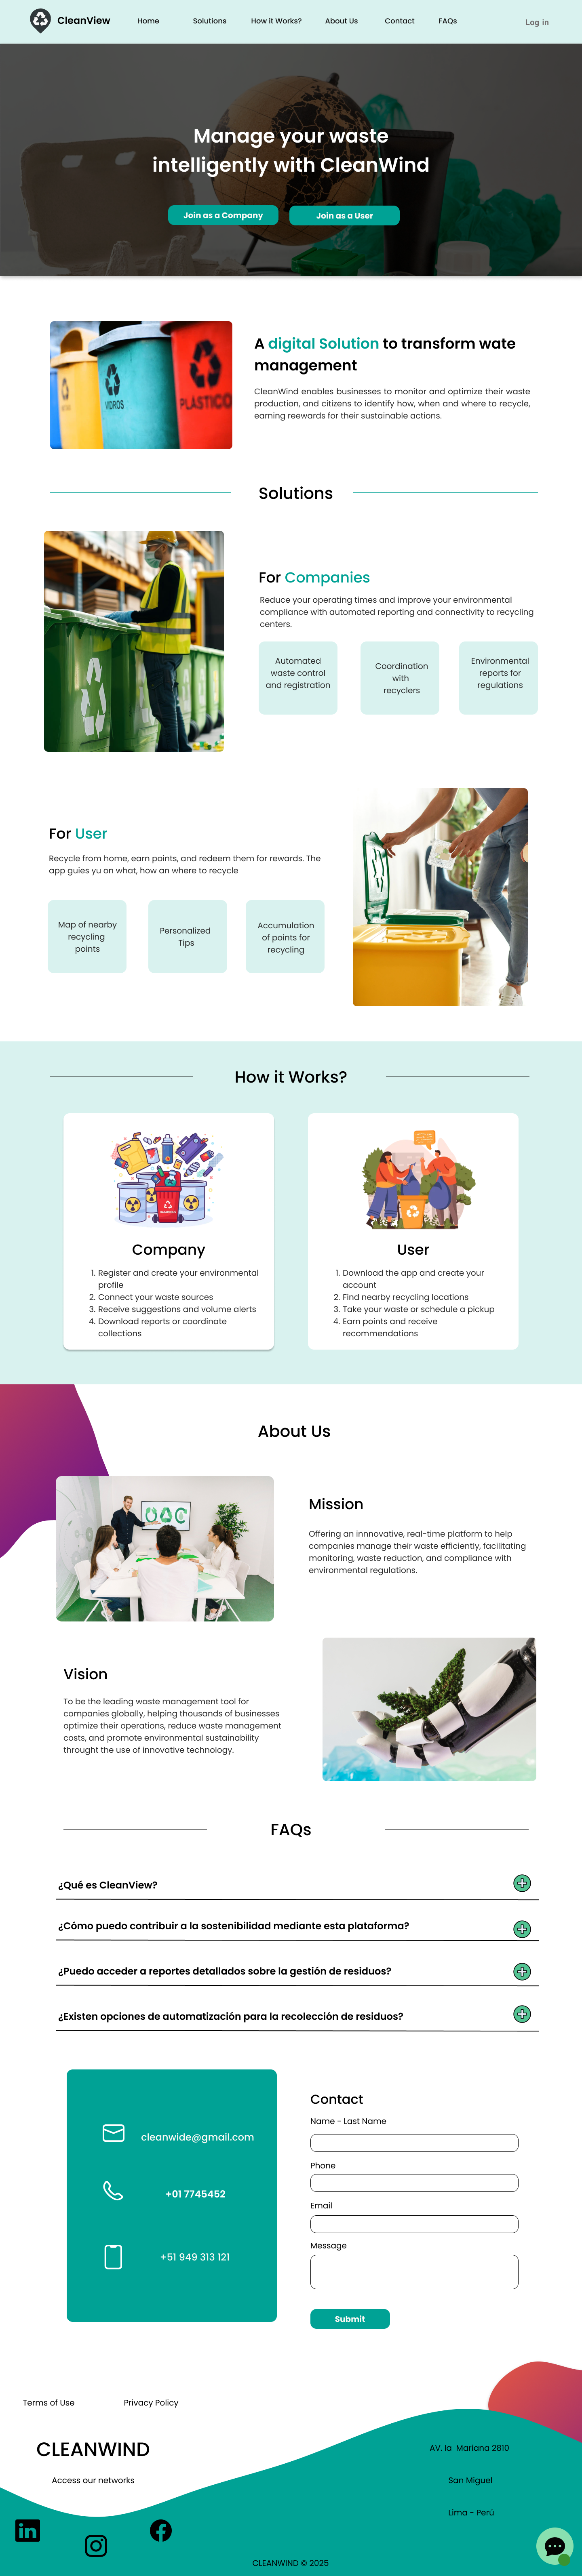 CleanView
Home
Solutions
How it Works?
About Us
Contact
FAQs
Log in
Manage your waste
intelligently with CleanWind
Join as a Company
Join as a User
VIDROS
PLASTICO
A digital Solution to transform wate
management
CleanWind enables businesses to monitor and optimize their waste
production, and citizens to identify how, when and where to recycle,
earning reewards for their sustainable actions.
Solutions
For Companies
Reduce your operating times and improve your environmental
compliance with automated reporting and connectivity to recycling
centers.
Automated
waste control
and registration
Coordination
with
recyclers
Environmental
reports for
regulations
For User
Recycle from home, earn points, and redeem them for rewards. The
app guies yu on what, how an where to recycle
Map of nearby
recycling
points
Personalized
Tips
Accumulation
of points for
recycling
How it Works?
Company
1. Register and create your environmental
profile
2. Connect your waste sources
3. Receive suggestions and volume alerts
4. Download reports or coordinate
collections
User
1. Download the app and create your
account
2. Find nearby recycling locations
3. Take your waste or schedule a pickup
4. Earn points and receive
recommendations
About Us
Mission
Offering an innnovative, real-time platform to help
companies manage their waste efficiently, facilitating
monitoring, waste reduction, and compliance with
environmental regulations.
Vision
To be the leading waste management tool for
companies globally, helping thousands of businesses
optimize their operations, reduce waste management
costs, and promote environmental sustainability
throught the use of innovative technology.
FAQs
¿Qué es CleanView?
¿Cómo puedo contribuir a la sostenibilidad mediante esta plataforma?
¿Puedo acceder a reportes detallados sobre la gestión de residuos?
¿Existen opciones de automatización para la recolección de residuos?
cleanwide@gmail.com
+01 7745452
+51 949 313 121
Contact
Name - Last Name
Phone
Email
Message
Submit
Terms of Use
Privacy Policy
CLEANWIND
Access our networks
AV. la Mariana 2810
San Miguel
Lima - Perú
CLEANWIND © 2025